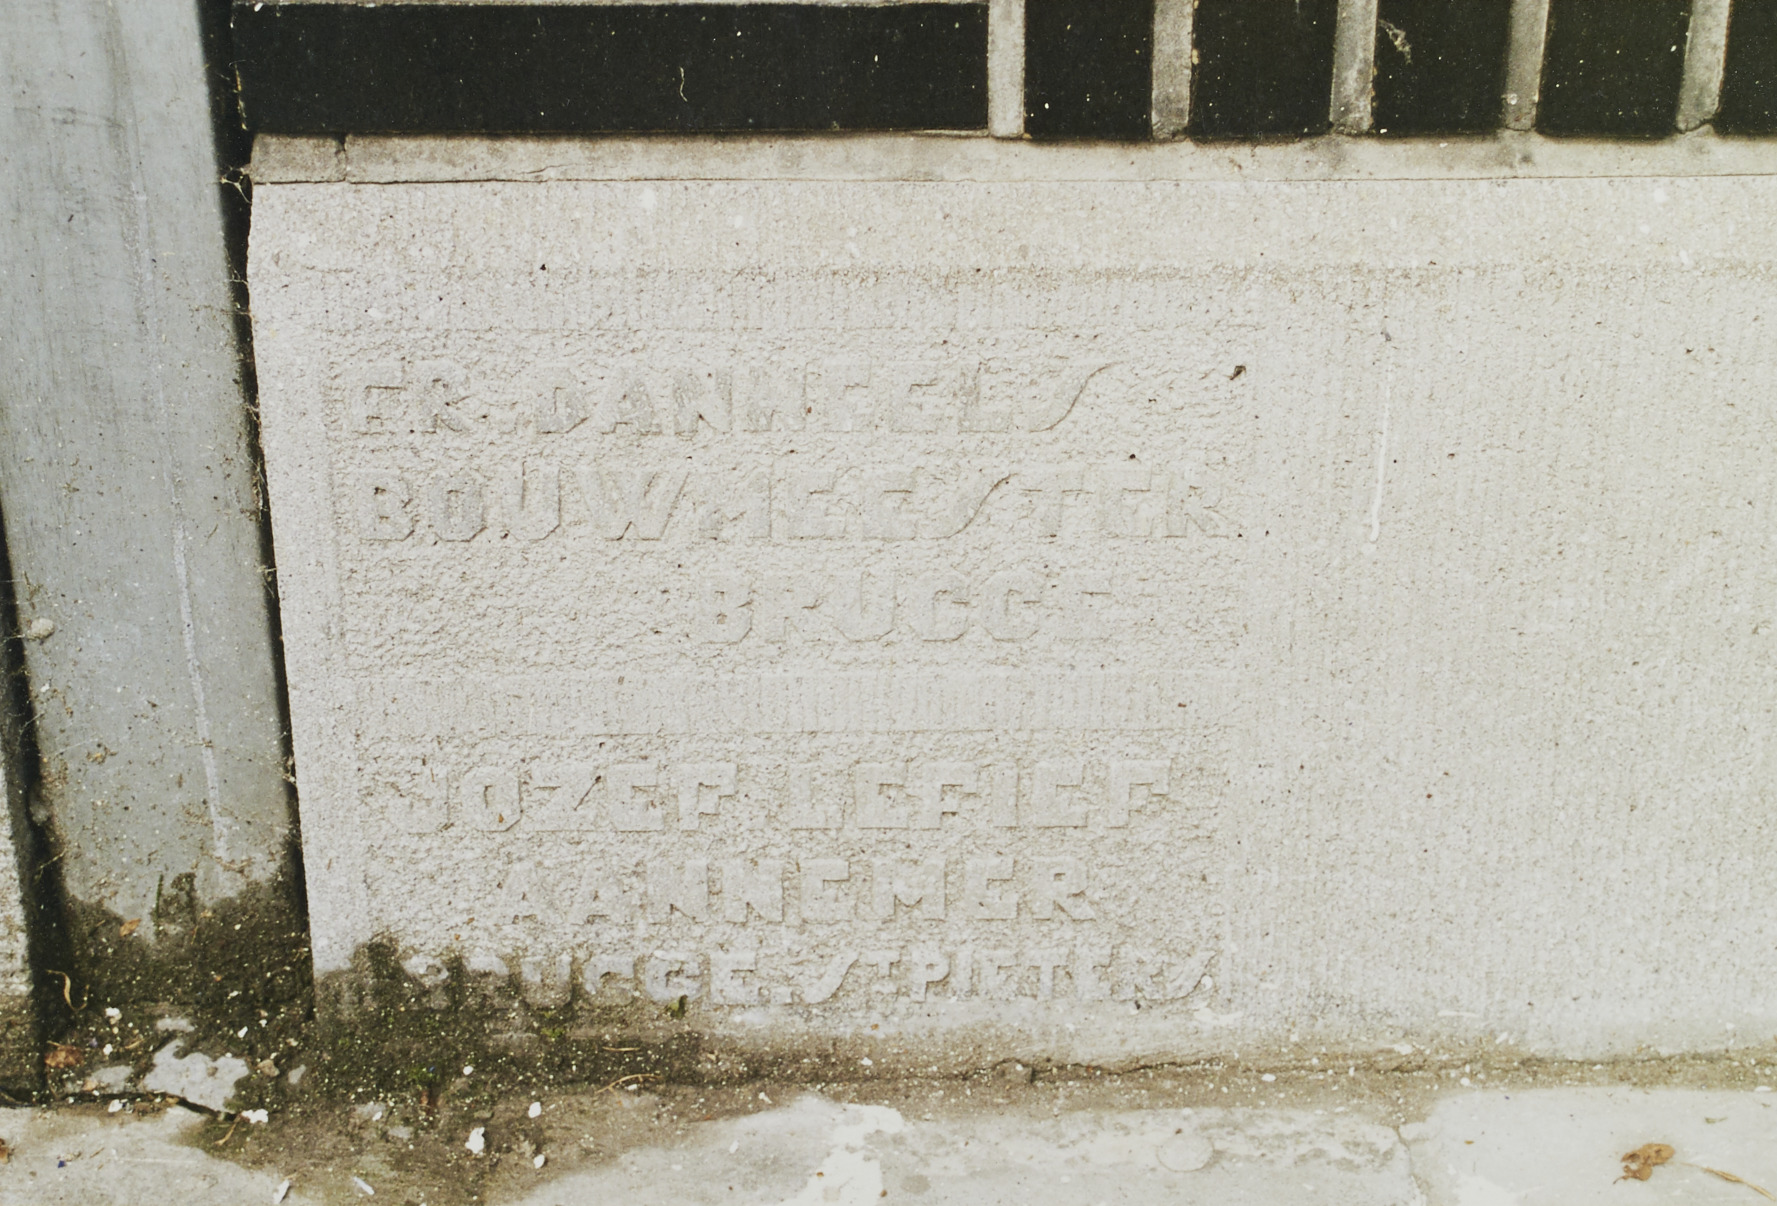 FR. DANNEELS
BOUWMEESTER
BRUGGE
JOZEF LEFIEF
AANNEMER
BRUGGE. ST. PIETERS